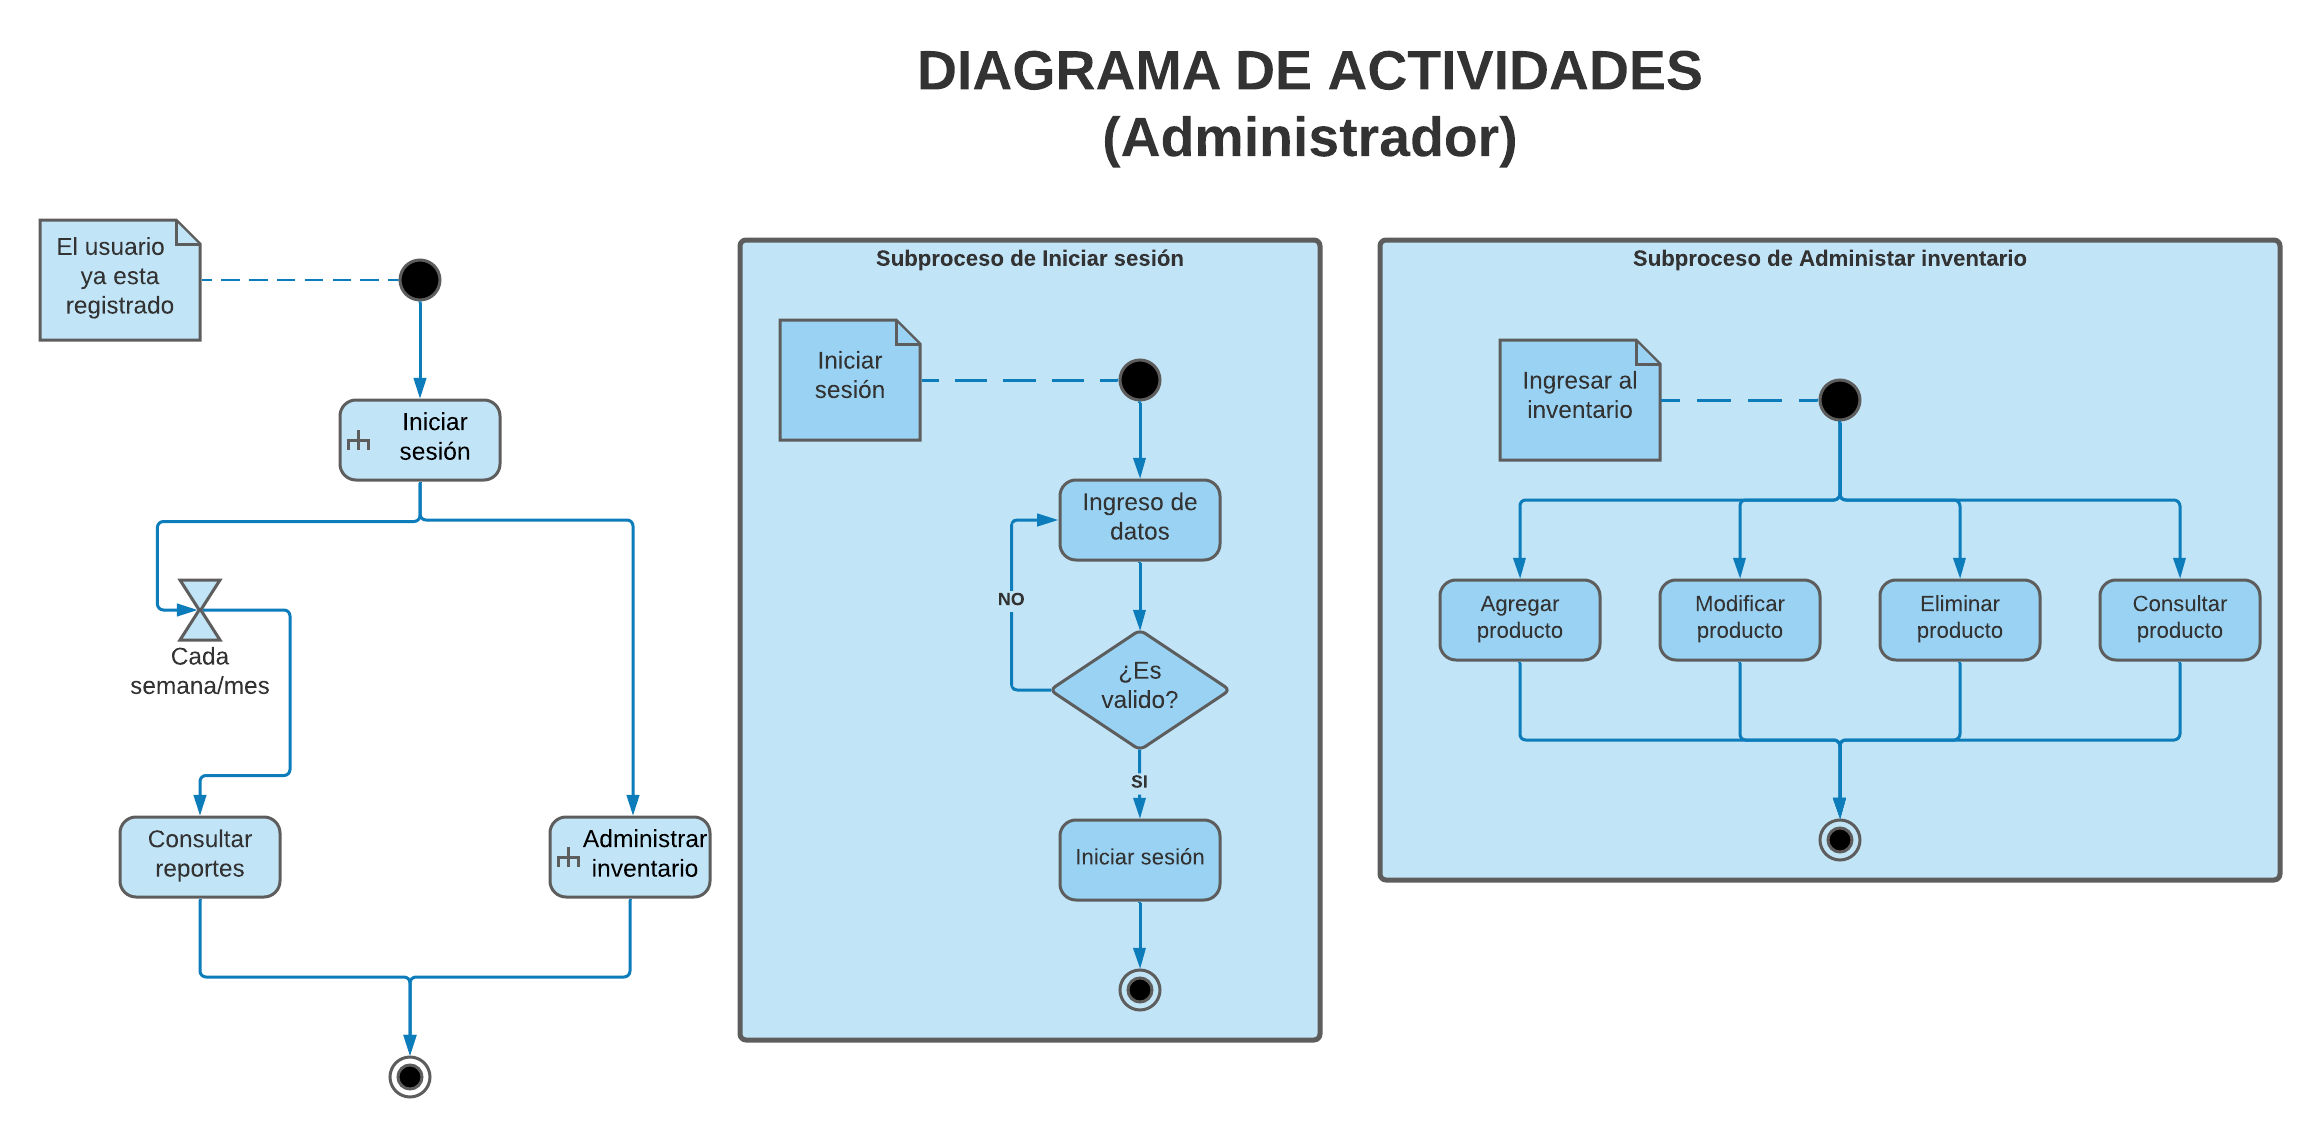 DIAGRAMA DE ACTIVIDADES
(Administrador)
El usuario
ya esta
registrado
Iniciar
sesión
Cada
semana/mes
Consultar
reportes
Administrar
inventario
Subproceso de Iniciar sesión
Iniciar
sesión
Ingreso de
datos
NO
¿Es
valido?
SI
Iniciar sesión
Subproceso de Administar inventario
Ingresar al
inventario
Agregar
producto
Modificar
producto
Eliminar
producto
Consultar
producto